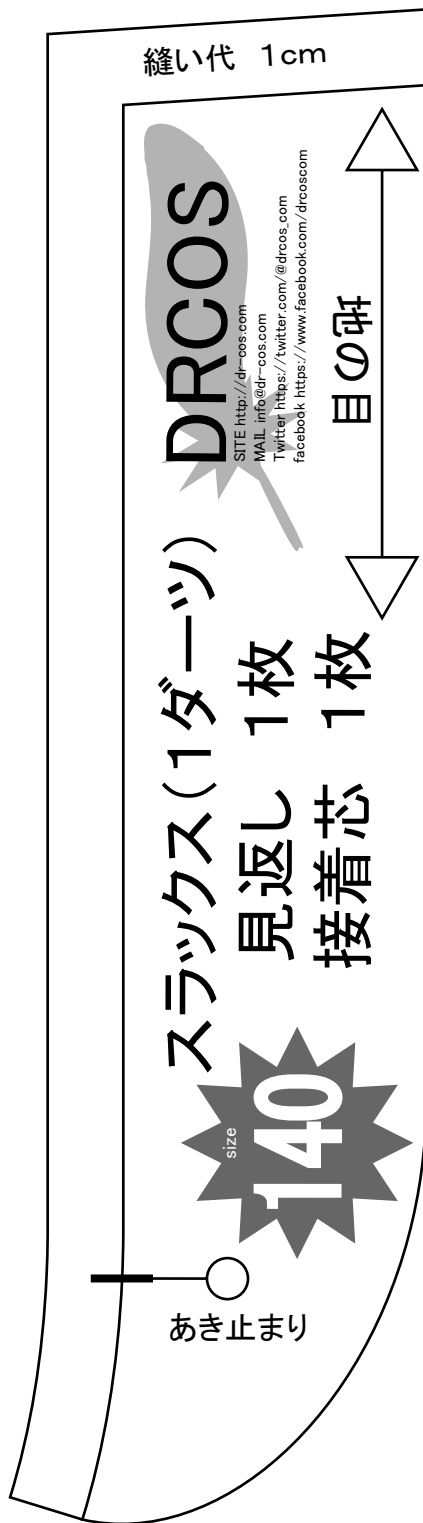 縫い代　1cm
DRCOS
SITE http://dr-cos.com
MAIL info@dr-cos.com
Twitter https://twitter.com/@drcos_com
facebook https://www.facebook.com/drcoscom
地の目
スラックス(1ダーツ)
見返し　1枚
接着芯　1枚
size
140
あき止まり